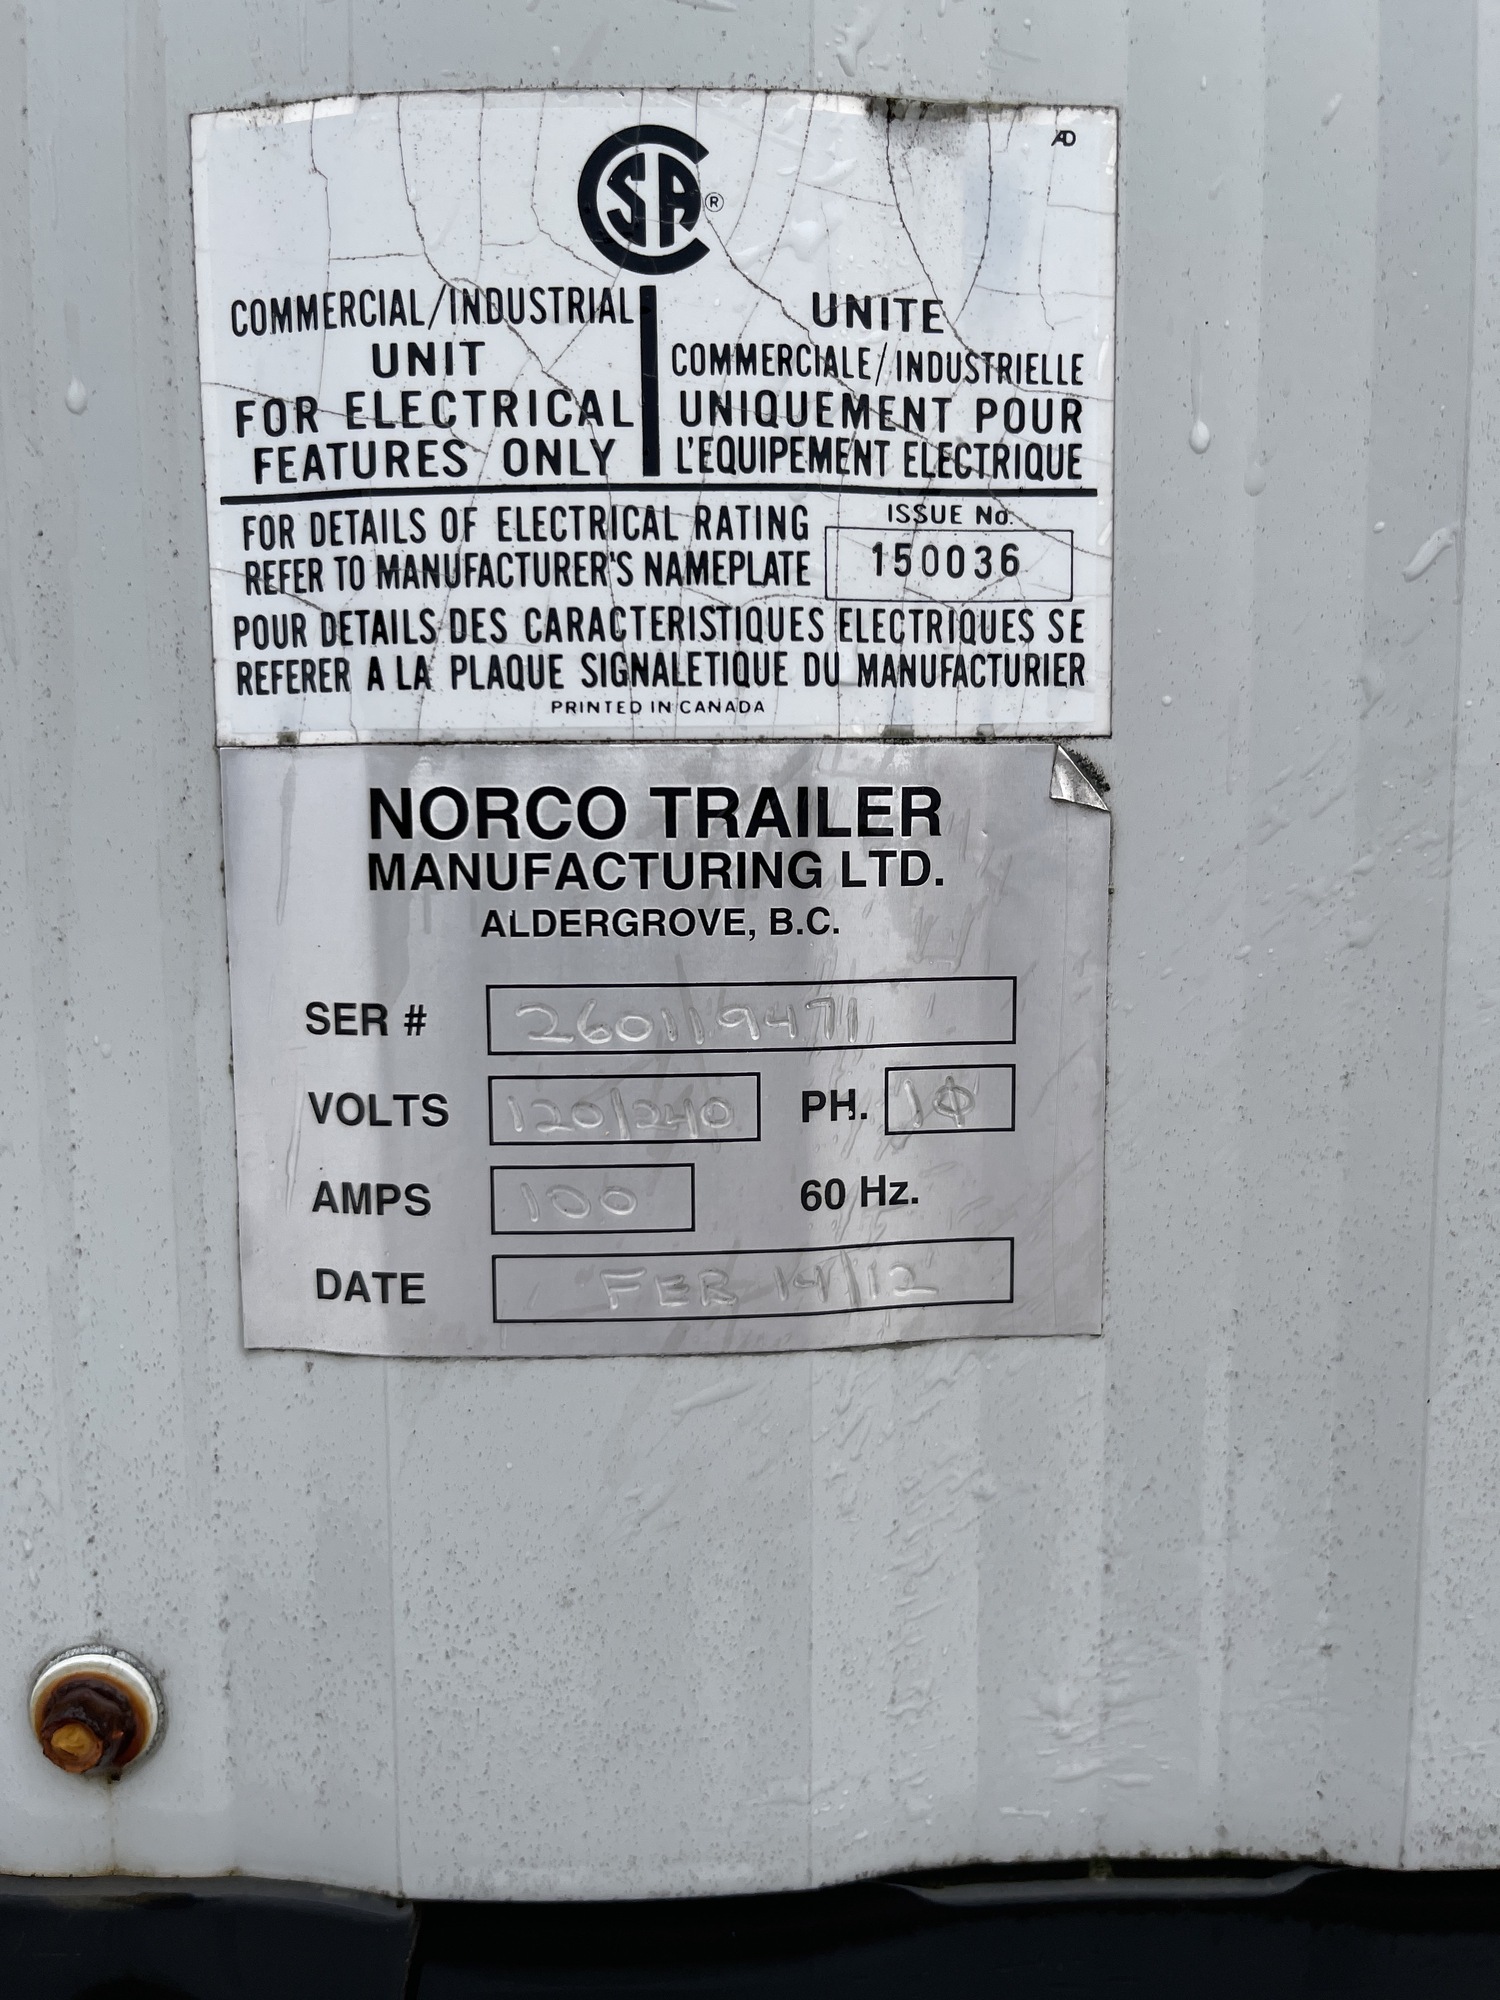 AD
CSA®
COMMERCIAL/INDUSTRIAL
UNIT
FOR ELECTRICAL
FEATURES ONLY
UNITE
COMMERCIALE/INDUSTRIELLE
UNIQUEMENT POUR
L'EQUIPEMENT ELECTRIQUE
FOR DETAILS OF ELECTRICAL RATING
REFER TO MANUFACTURER'S NAMEPLATE
ISSUE No.
150036
POUR DETAILS DES CARACTERISTIQUES ELECTRIQUES SE
REFERER A LA PLAQUE SIGNALETIQUE DU MANUFACTURIER
PRINTED IN CANADA
NORCO TRAILER
MANUFACTURING LTD.
ALDERGROVE, B.C.
SER # 260119471
VOLTS 120/240 PH. 1Φ
AMPS 100 60 Hz.
DATE FEB 14/12